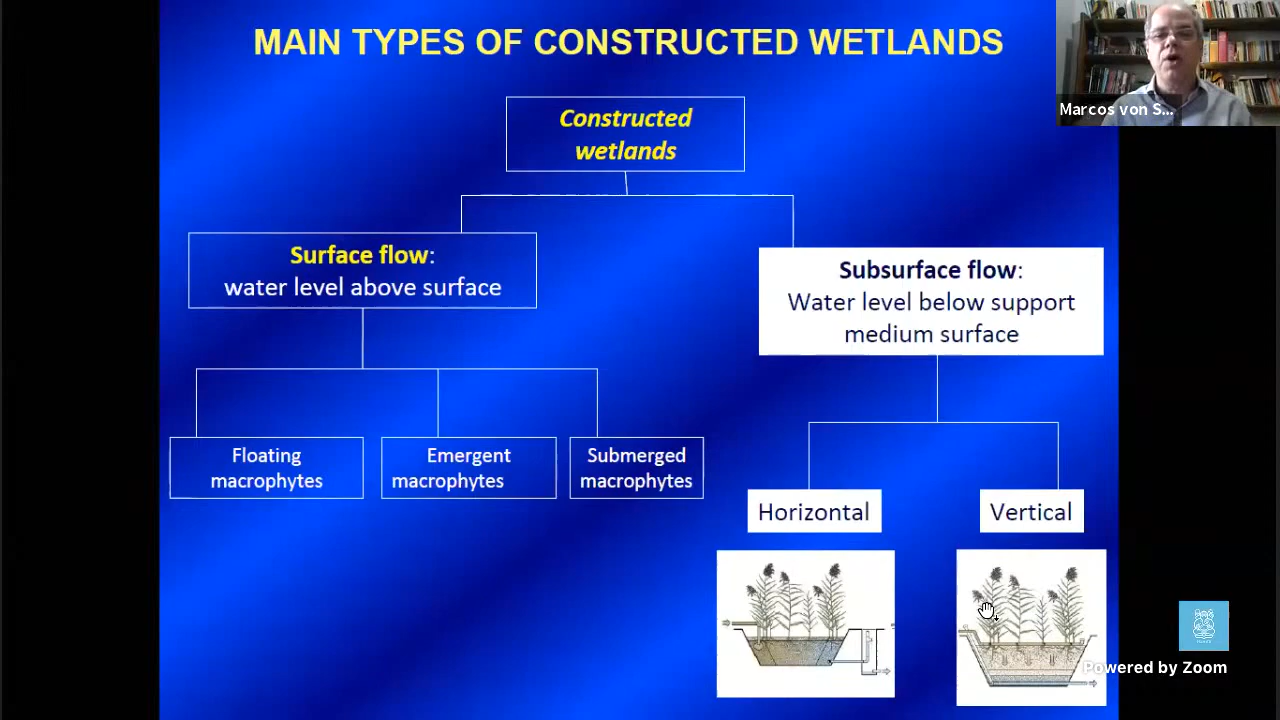 MAIN TYPES OF CONSTRUCTED WETLANDS
Marcos von S...
Constructed
wetlands
Surface flow:
water level above surface
Subsurface flow:
Water level below support
medium surface
Floating
macrophytes
Emergent
macrophytes
Submerged
macrophytes
Horizontal
Vertical
Powered by Zoom